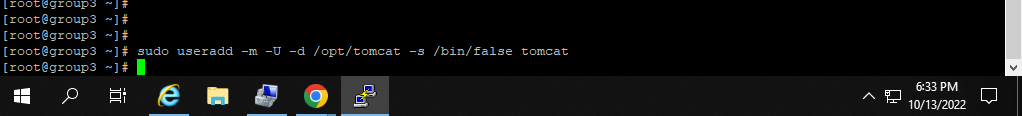 [root@group3 ~]#
[root@group3 ~]#
[root@group3 ~]#
[root@group3 ~]# sudo useradd -m -U -d /opt/tomcat -s /bin/false tomcat
[root@group3 ~]#
6:33 PM
10/13/2022